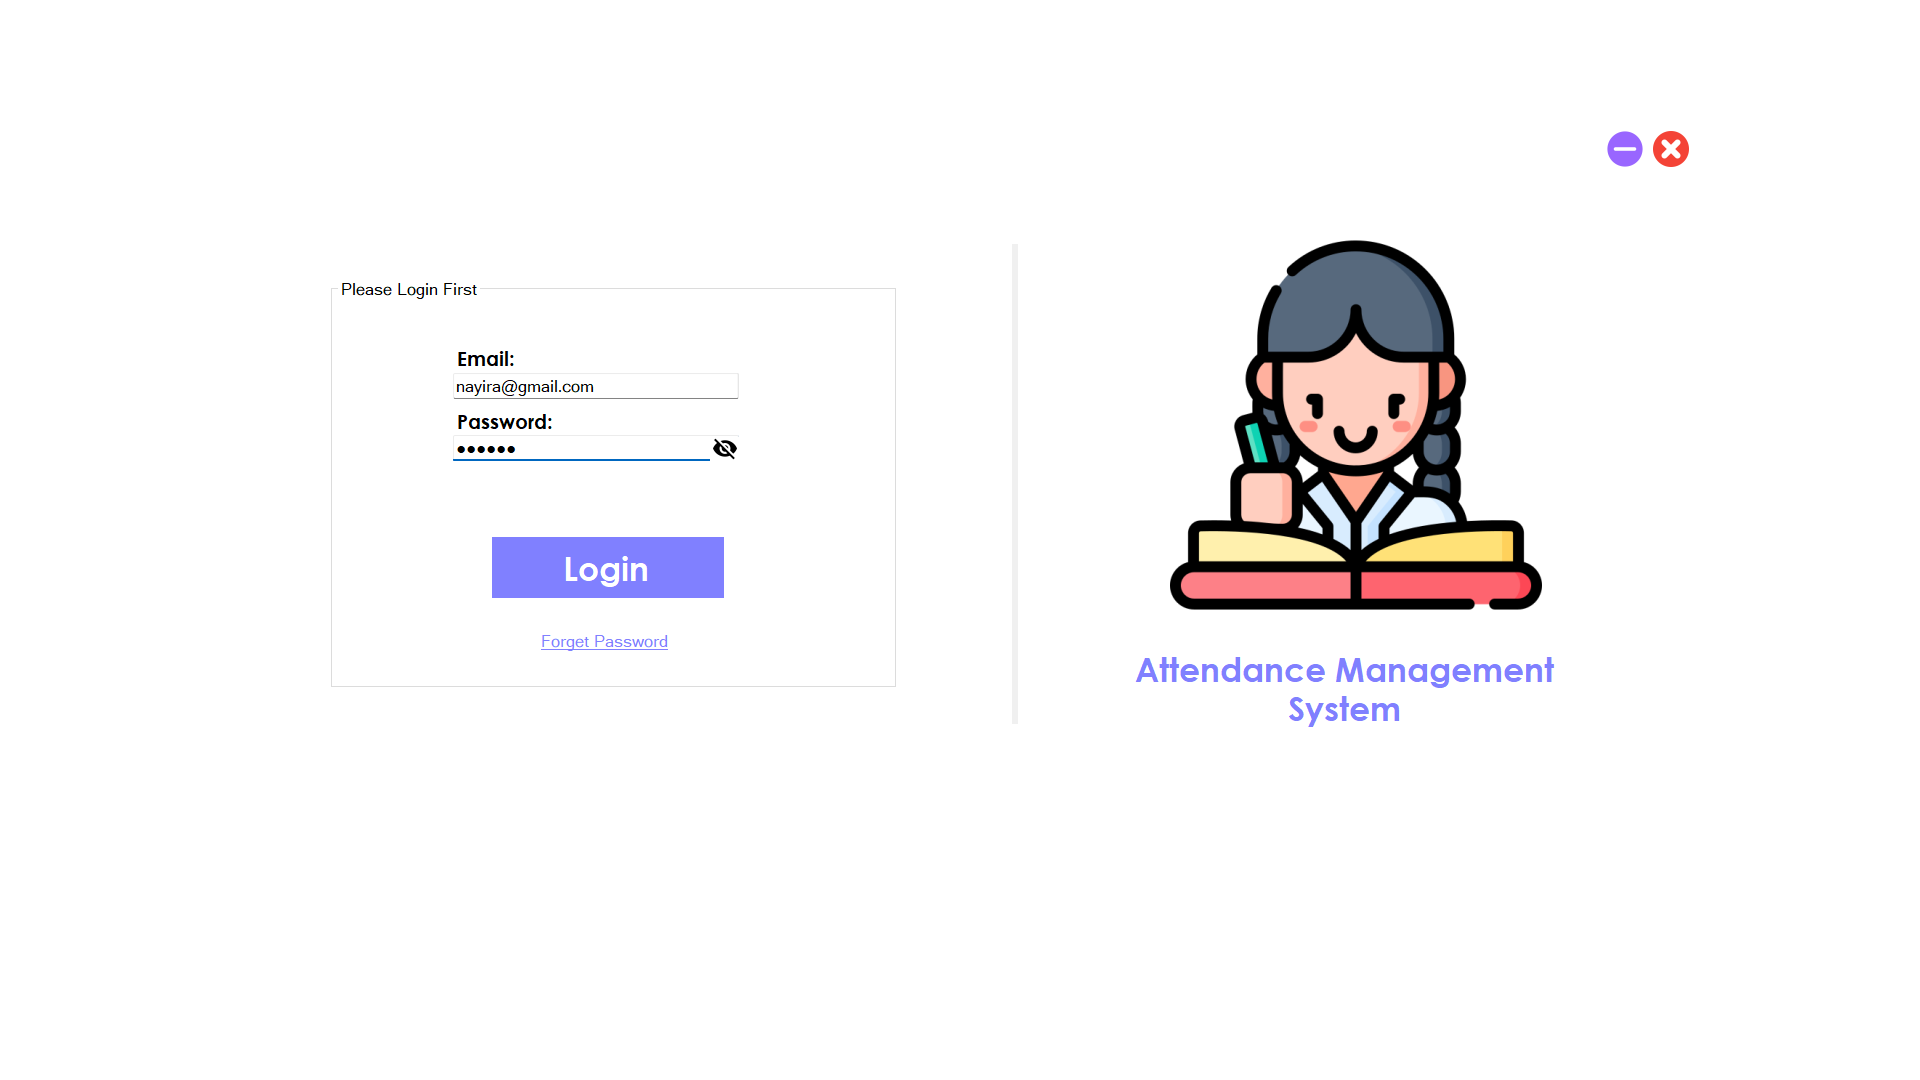 Please Login First
Email:
nayira@gmail.com
Password:
••••••
Login
Forget Password
Attendance Management
System